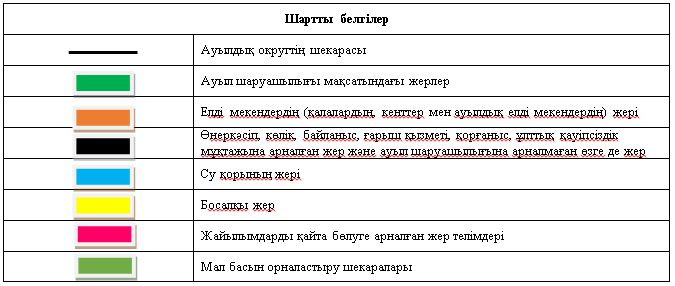 Шартты белгілер
Ауылдық округтің шекарасы
Ауыл шаруашылығы мақсатындағы жерлер
Елді мекендердің (қалалардың, кенттер мен ауылдық елді мекендердің) жері
Өнеркәсіп, көлік, байланыс, ғарыш қызметі, қорғаныс, ұлттық қауіпсіздік
мұқтажына арналған жер және ауыл шаруашылығына арналмаған өзге де жер
Су қорының жері
Босалқы жер
Жайылымдарды қайта бөлуге арналған жер телімдері
Мал басын орналастыру шекаралары